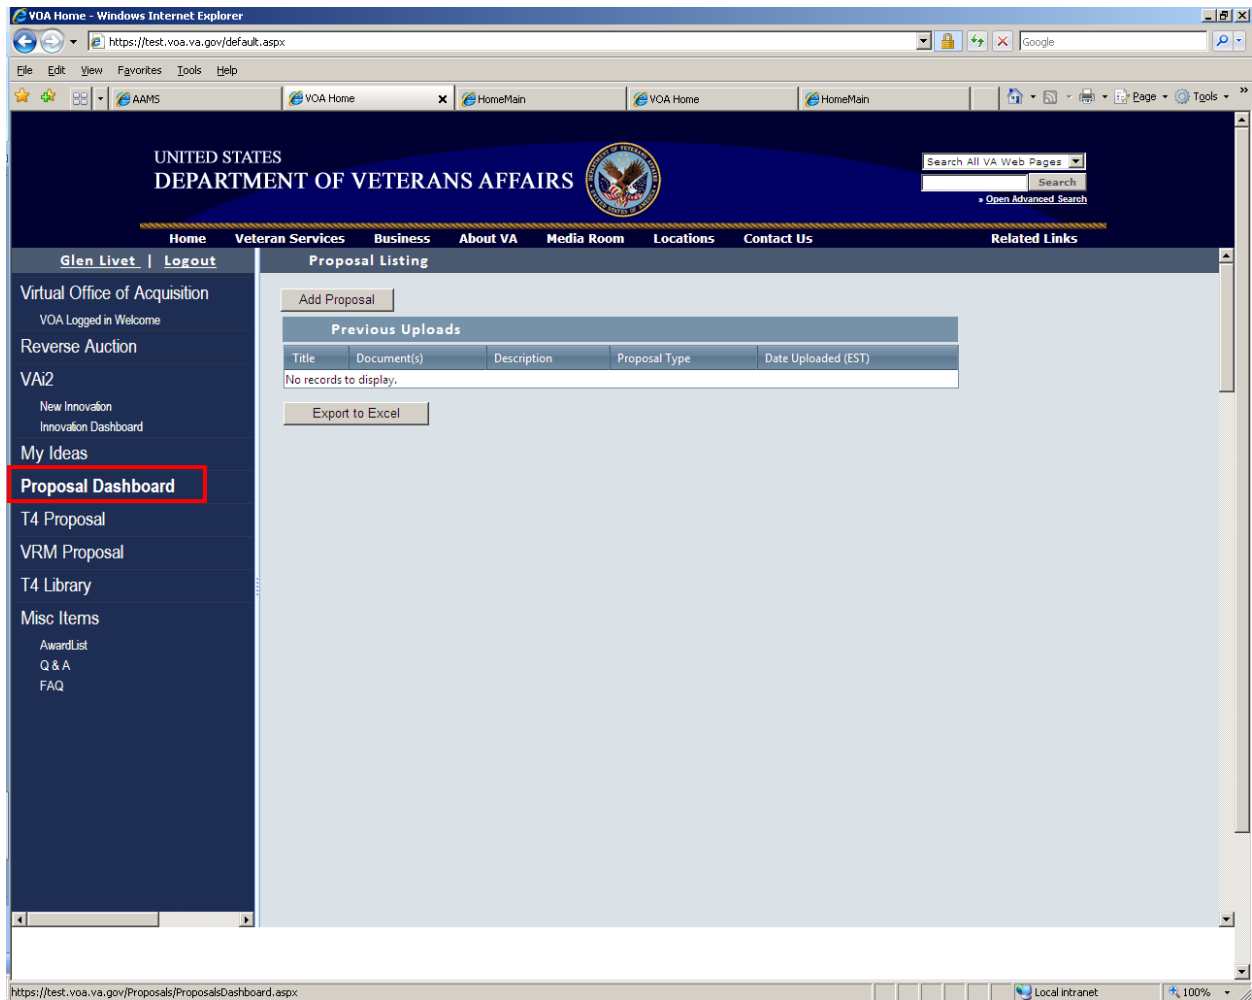 VOA Home - Windows Internet Explorer
https://test.voa.va.gov/default.aspx
Google
File Edit View Favorites Tools Help
AAMS
VOA Home
HomeMain
VOA Home
HomeMain
Page
Tools
UNITED STATES
DEPARTMENT OF VETERANS AFFAIRS
Search All VA Web Pages
Search
» Open Advanced Search
Home Veteran Services Business About VA Media Room Locations Contact Us Related Links
Glen Livet | Logout
Proposal Listing
Virtual Office of Acquisition
VOA Logged in Welcome
Reverse Auction
VAi2
New Innovation
Innovation Dashboard
My Ideas
Proposal Dashboard
T4 Proposal
VRM Proposal
T4 Library
Misc Items
AwardList
Q & A
FAQ
Add Proposal
Previous Uploads
Title Document(s) Description Proposal Type Date Uploaded (EST)
No records to display.
Export to Excel
https://test.voa.va.gov/Proposals/ProposalsDashboard.aspx
Local intranet
100%